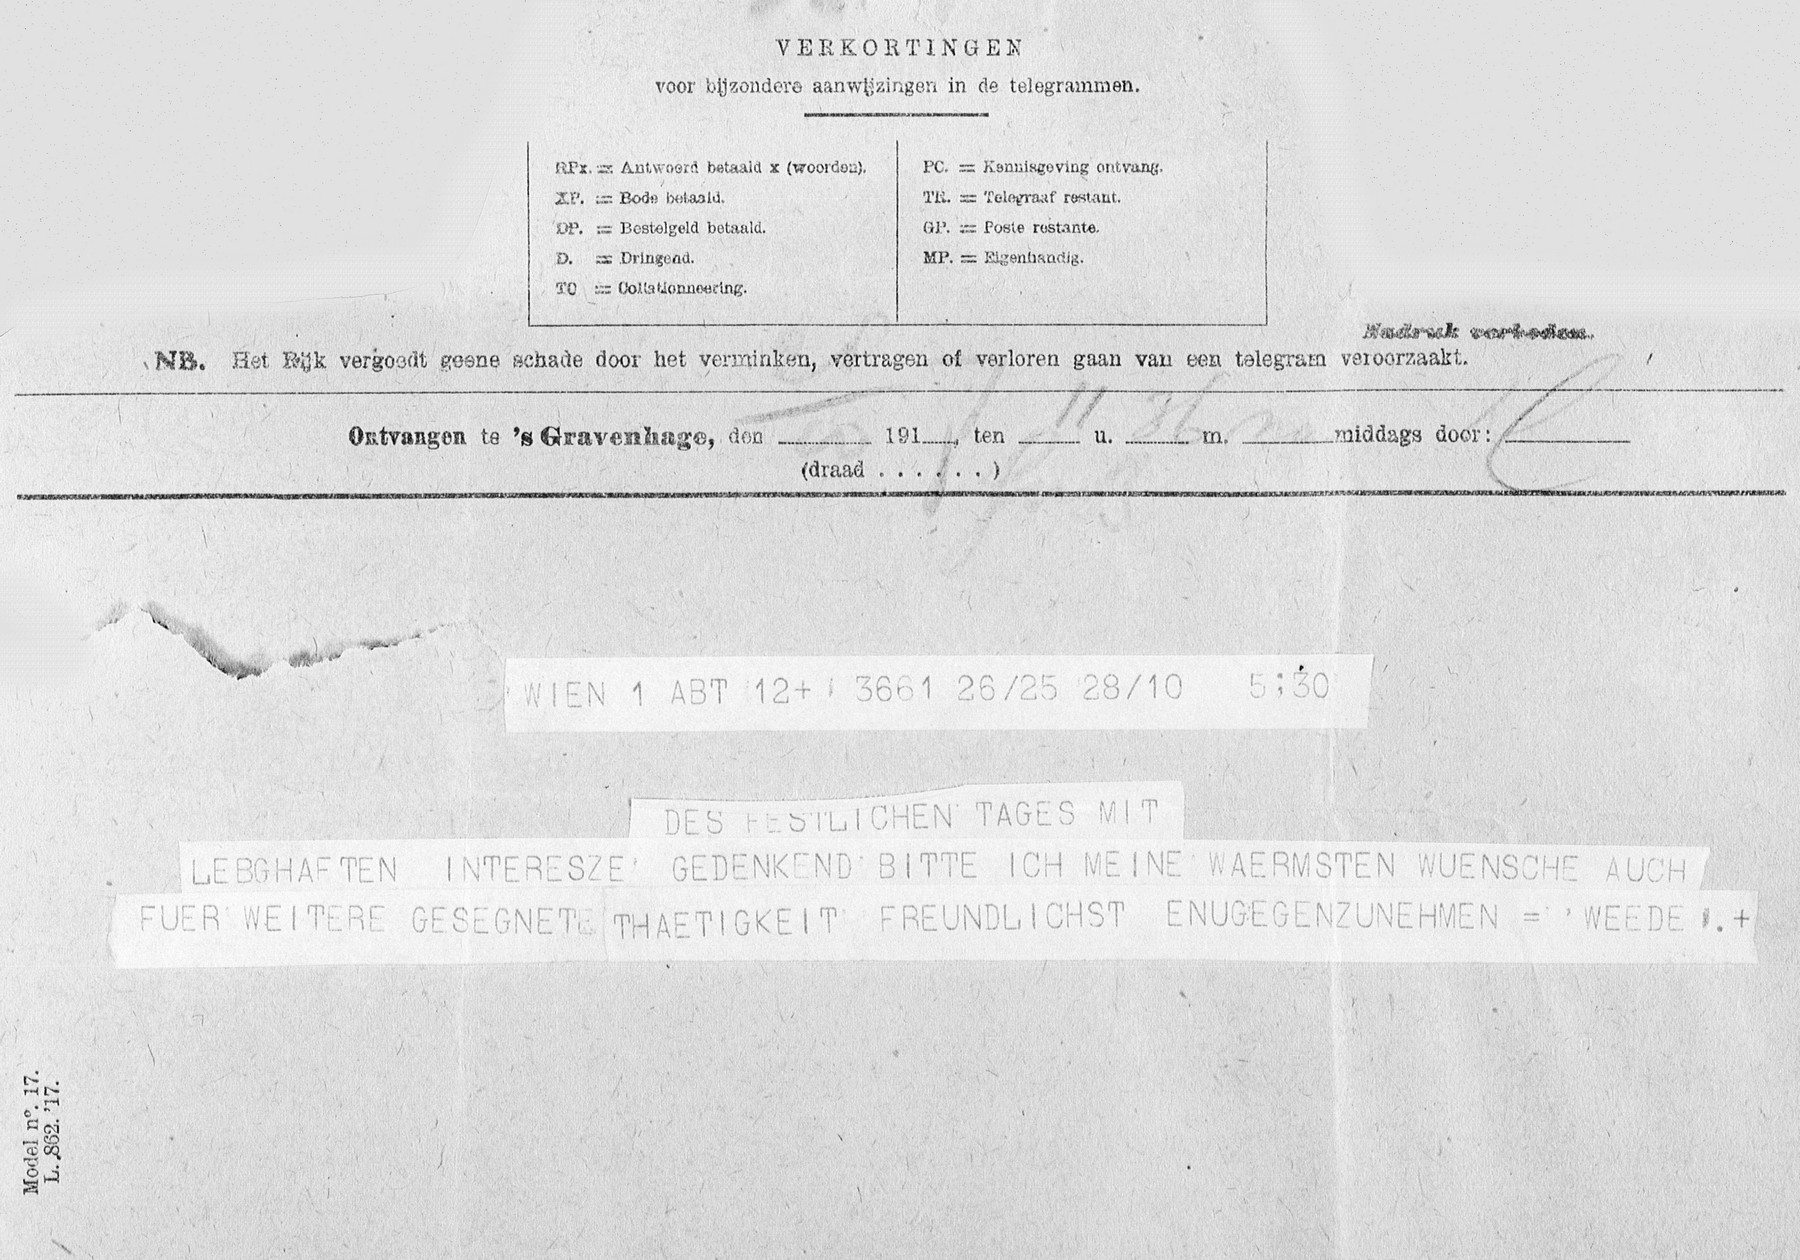 VERKORTINGEN
voor bijzondere aanwijzingen in de telegrammen.
RPx. = Antwoord betaald x (woorden).
XP. = Bode betaald.
DP. = Bestelgeld betaald.
D. = Dringend.
TC = Collationneering.
PC. = Kennisgeving ontvang.
TR. = Telegraaf restant.
GP. = Poste restante.
MP. = Eigenhandig.
Nadruk verboden.
NB. Het Rijk vergoedt geene schade door het verminken, vertragen of verloren gaan van een telegram veroorzaakt.
Ontvangen te 's Gravenhage, den 191 , ten 11 u. 36 m. middags door:
(draad . . . . . . )
WIEN 1 ABT 12+ 3661 26/25 28/10 5:30
DES FESTLICHEN TAGES MIT
LEBGHAFTEN INTERESZE' GEDENKEND BITTE ICH MEINE WAERMSTEN WUENSCHE AUCH
FUER WEITERE GESEGNETE THAETIGKEIT FREUNDLICHST ENUGEGENZUNEHMEN = ' WEEDE .+
Model n°. 17.
L. 862. '17.